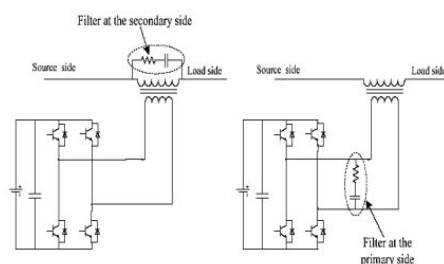 Filter at the secondary side
Source side
Load side
Source side
Load side
Filter at the
primary side